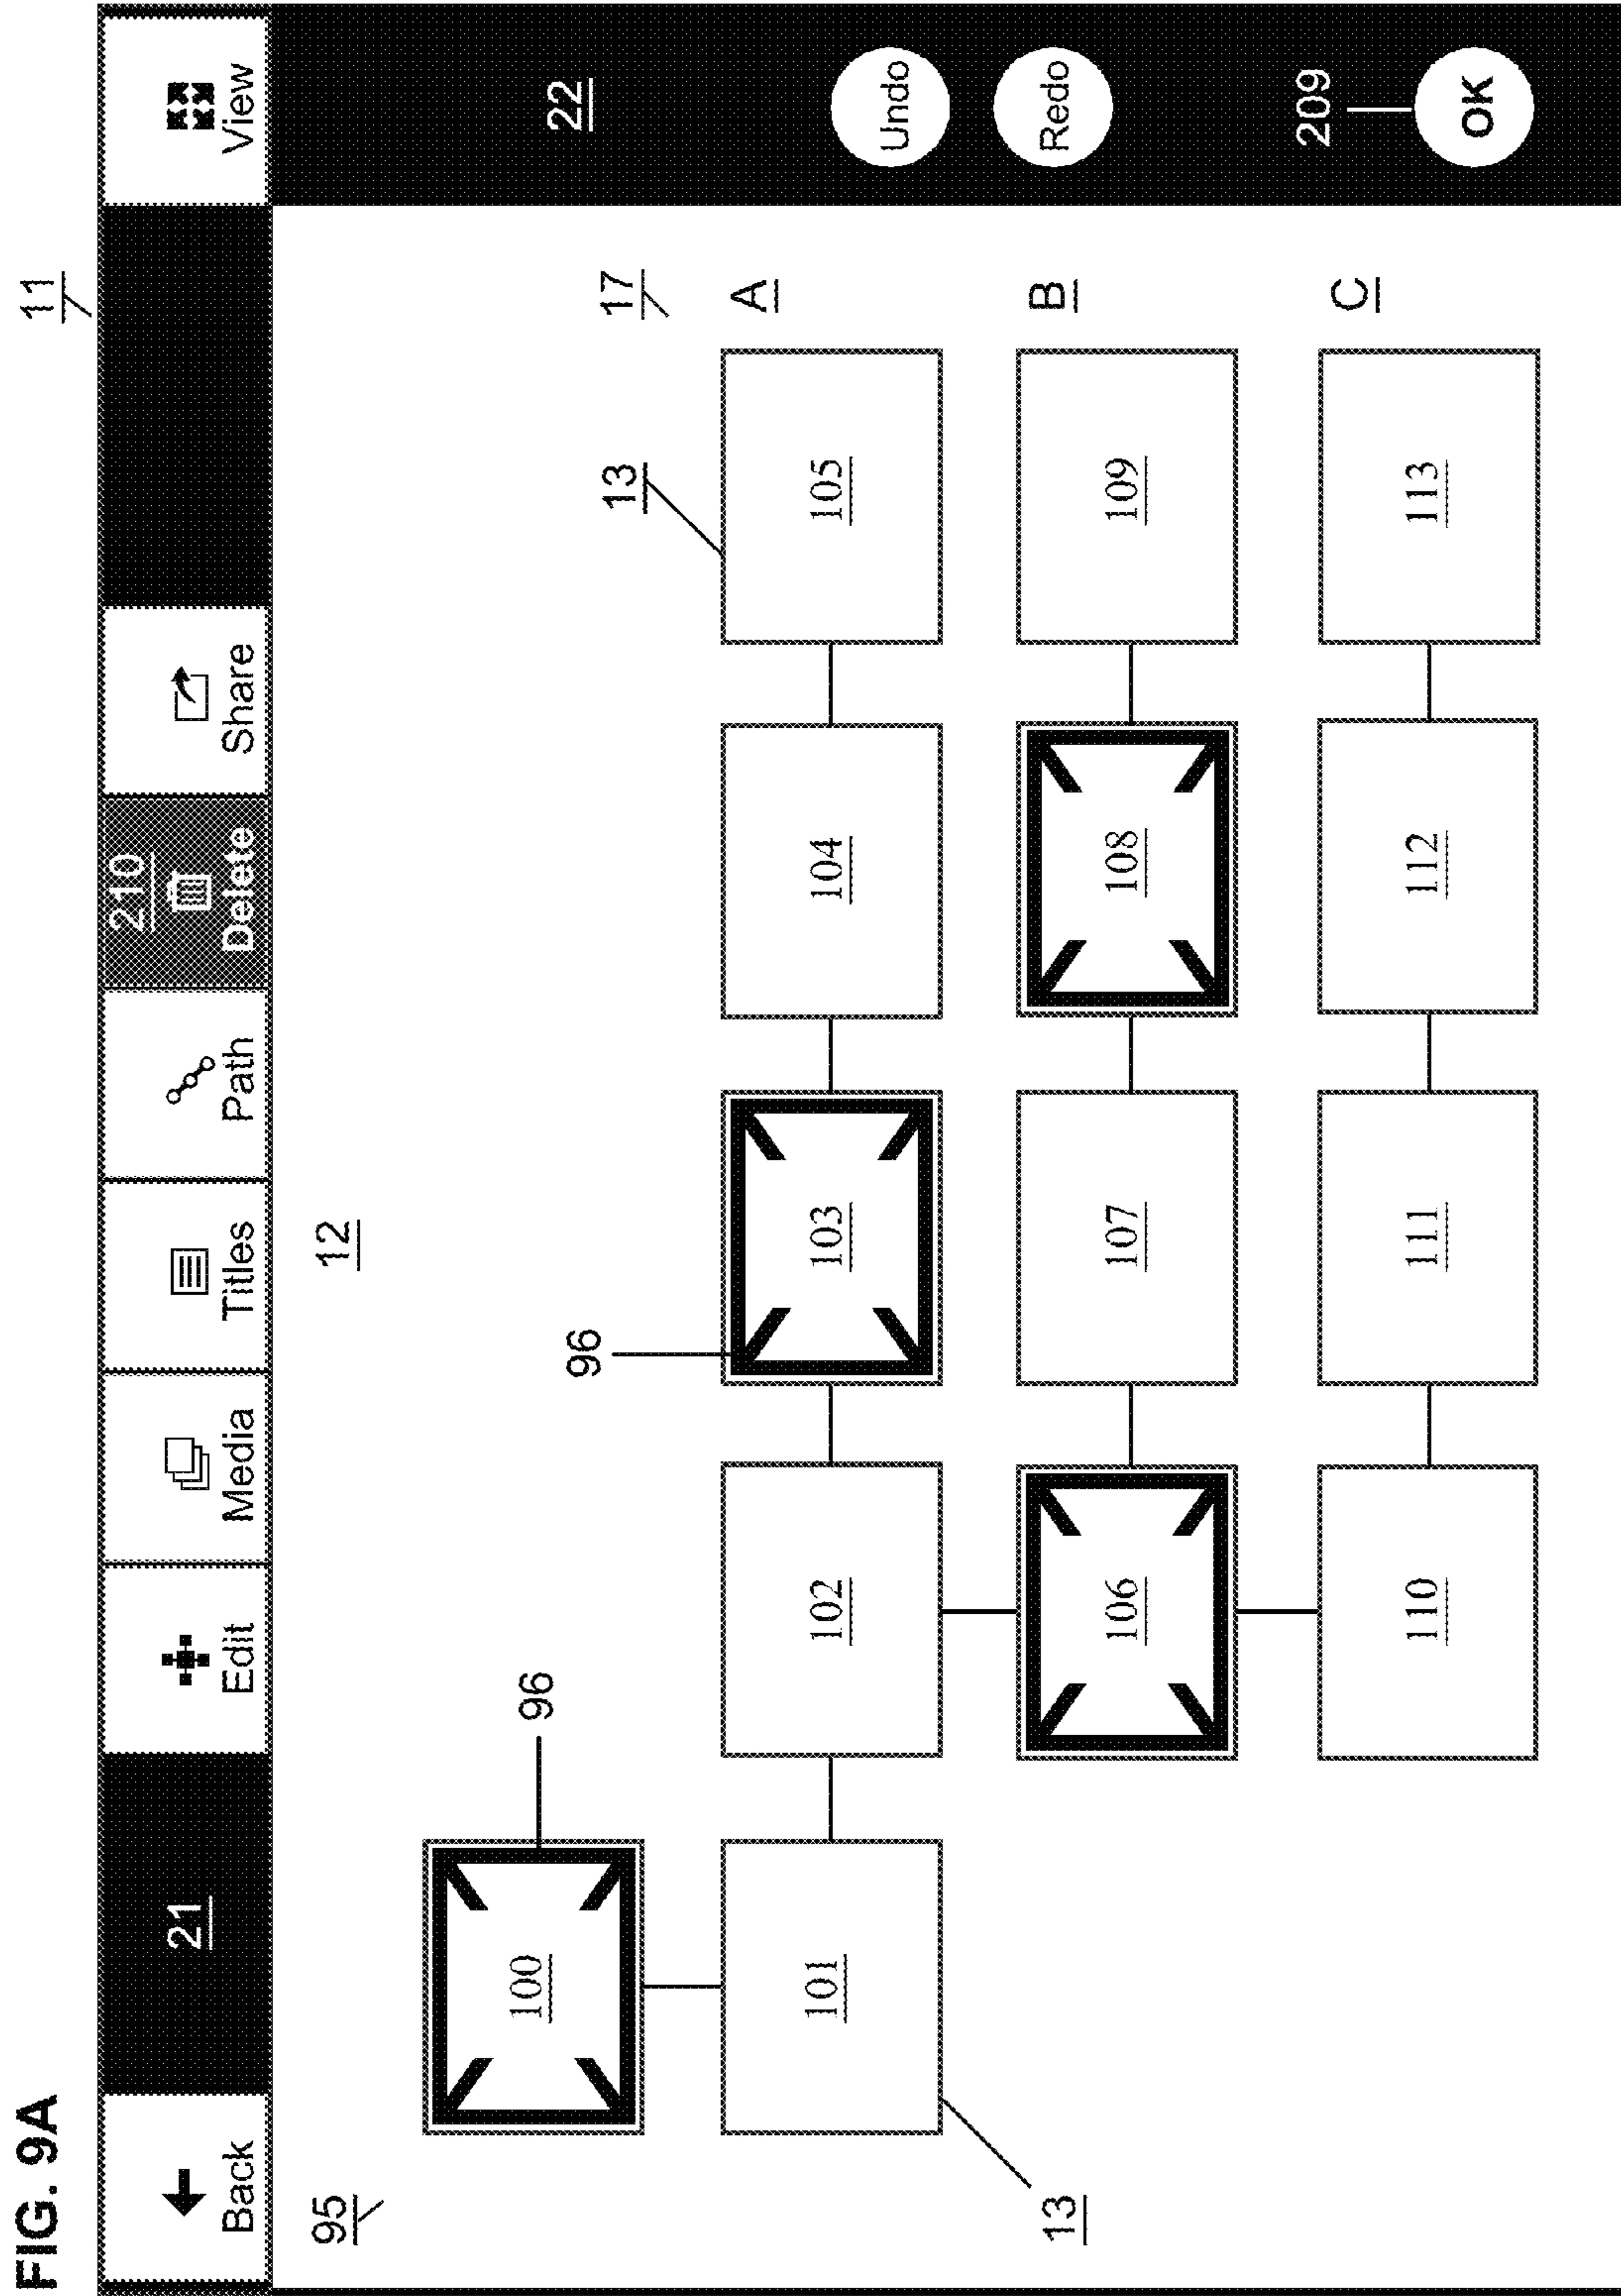 FIG. 9A
11
Back
21
Edit
Media
Titles
Path
210
Delete
Share
View
95
12
22
96
100
96
13
17
101
102
103
104
105
A
Undo
13
106
107
108
109
B
Redo
110
111
112
113
C
209
OK